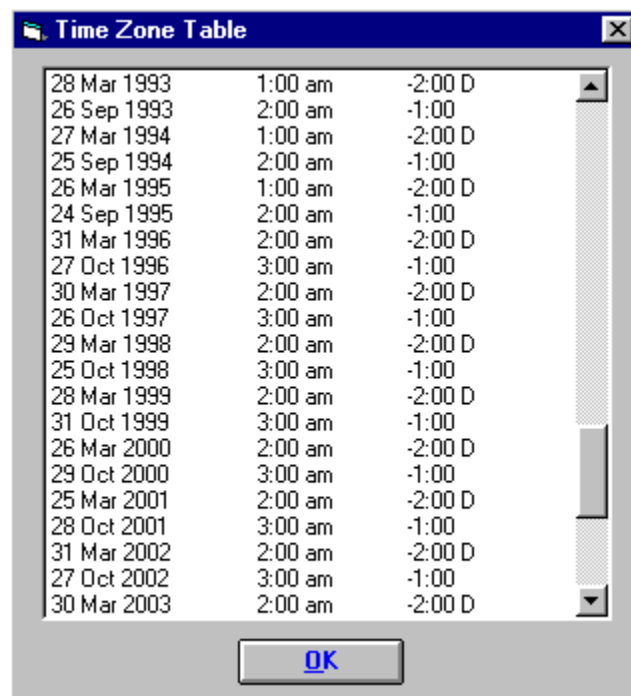 Time Zone Table
28 Mar 1993 1:00 am -2:00 D
26 Sep 1993 2:00 am -1:00
27 Mar 1994 1:00 am -2:00 D
25 Sep 1994 2:00 am -1:00
26 Mar 1995 1:00 am -2:00 D
24 Sep 1995 2:00 am -1:00
31 Mar 1996 2:00 am -2:00 D
27 Oct 1996 3:00 am -1:00
30 Mar 1997 2:00 am -2:00 D
26 Oct 1997 3:00 am -1:00
29 Mar 1998 2:00 am -2:00 D
25 Oct 1998 3:00 am -1:00
28 Mar 1999 2:00 am -2:00 D
31 Oct 1999 3:00 am -1:00
26 Mar 2000 2:00 am -2:00 D
29 Oct 2000 3:00 am -1:00
25 Mar 2001 2:00 am -2:00 D
28 Oct 2001 3:00 am -1:00
31 Mar 2002 2:00 am -2:00 D
27 Oct 2002 3:00 am -1:00
30 Mar 2003 2:00 am -2:00 D
OK